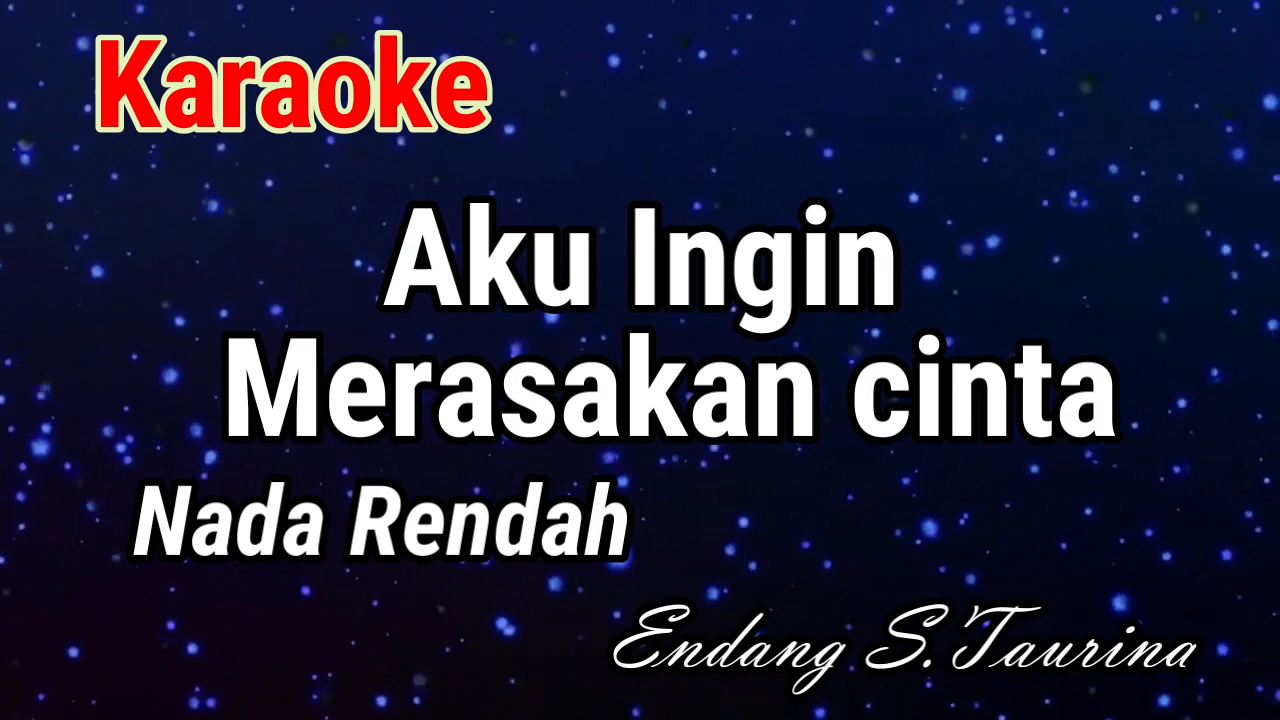 Karaoke
Aku Ingin
Merasakan cinta
Nada Rendah
Endang S.Taurina